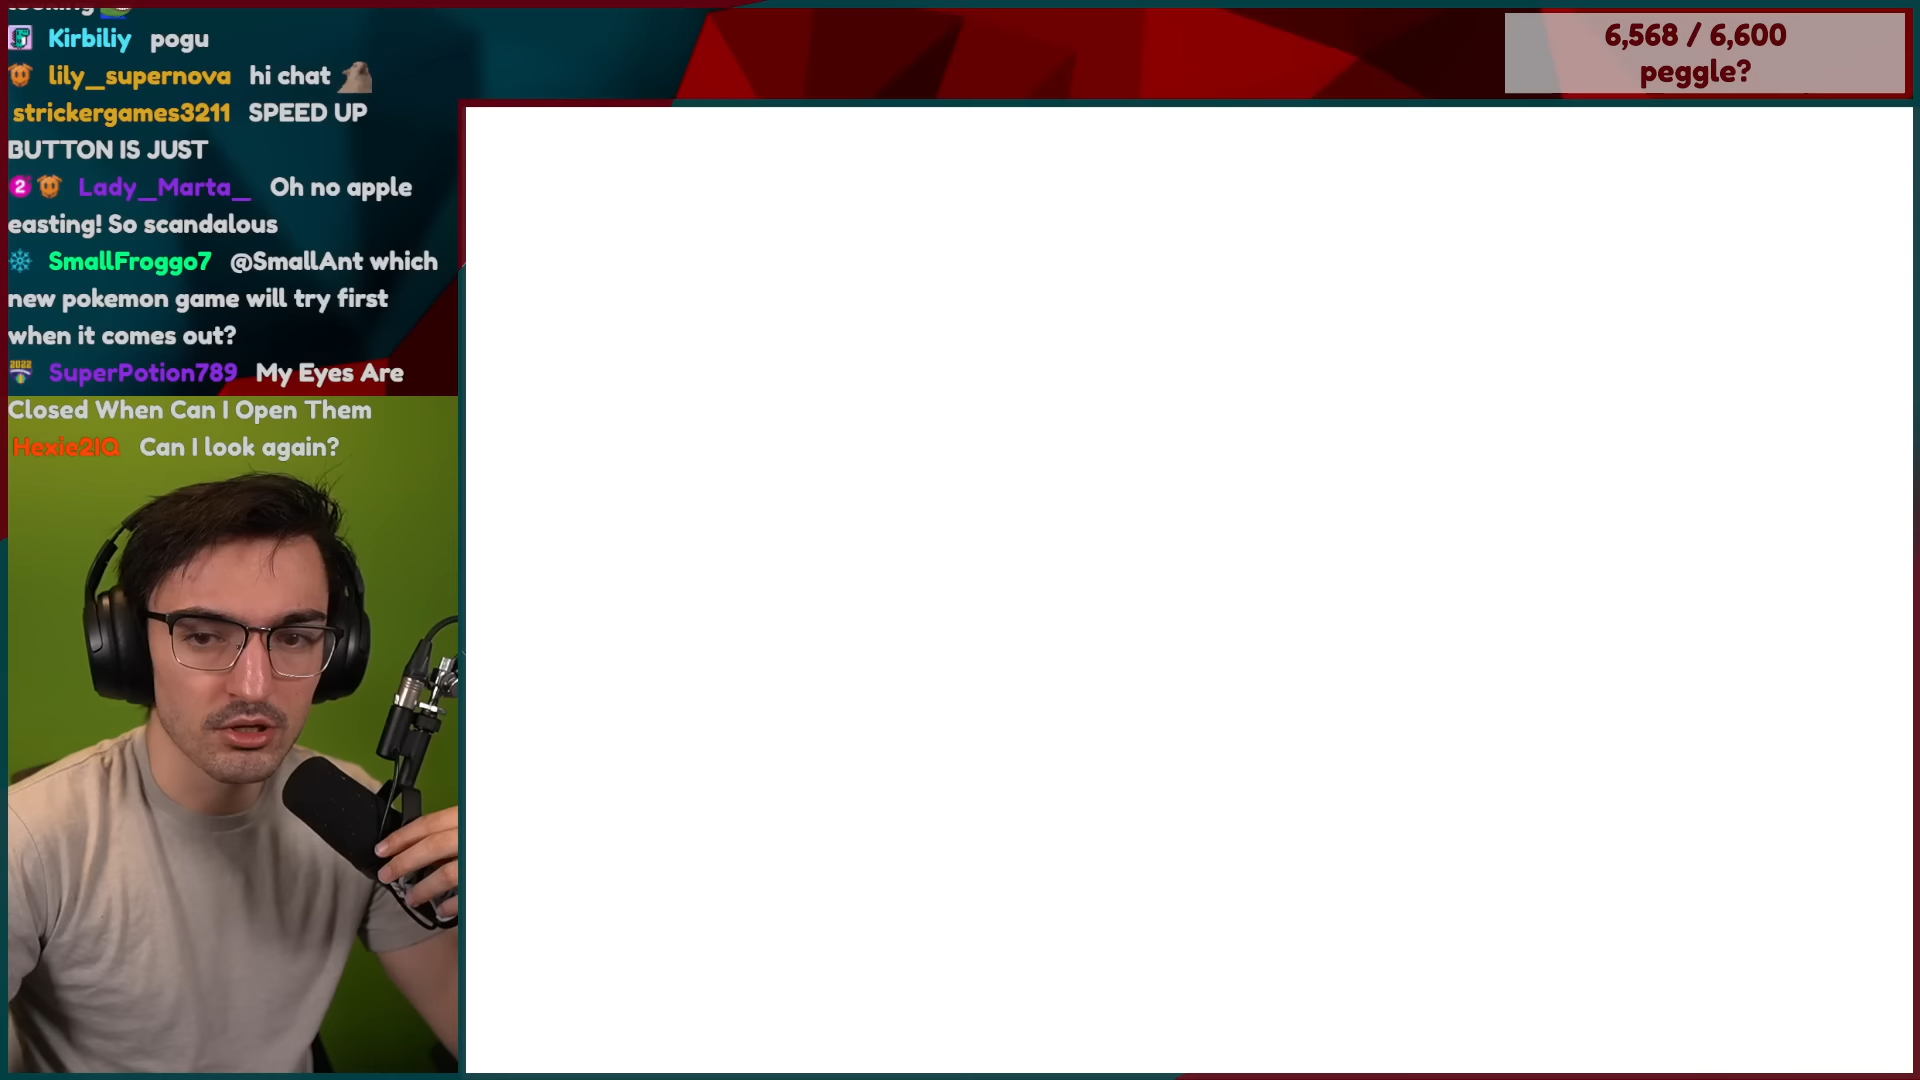 Kirbiliy pogu
lily_supernova hi chat
strickergames3211 SPEED UP
BUTTON IS JUST
2 Lady_Marta_ Oh no apple
easting! So scandalous
SmallFroggo7 @SmallAnt which
new pokemon game will try first
when it comes out?
2022 SuperPotion789 My Eyes Are
Closed When Can I Open Them
Hexie2IQ Can I look again?
6,568 / 6,600
peggle?